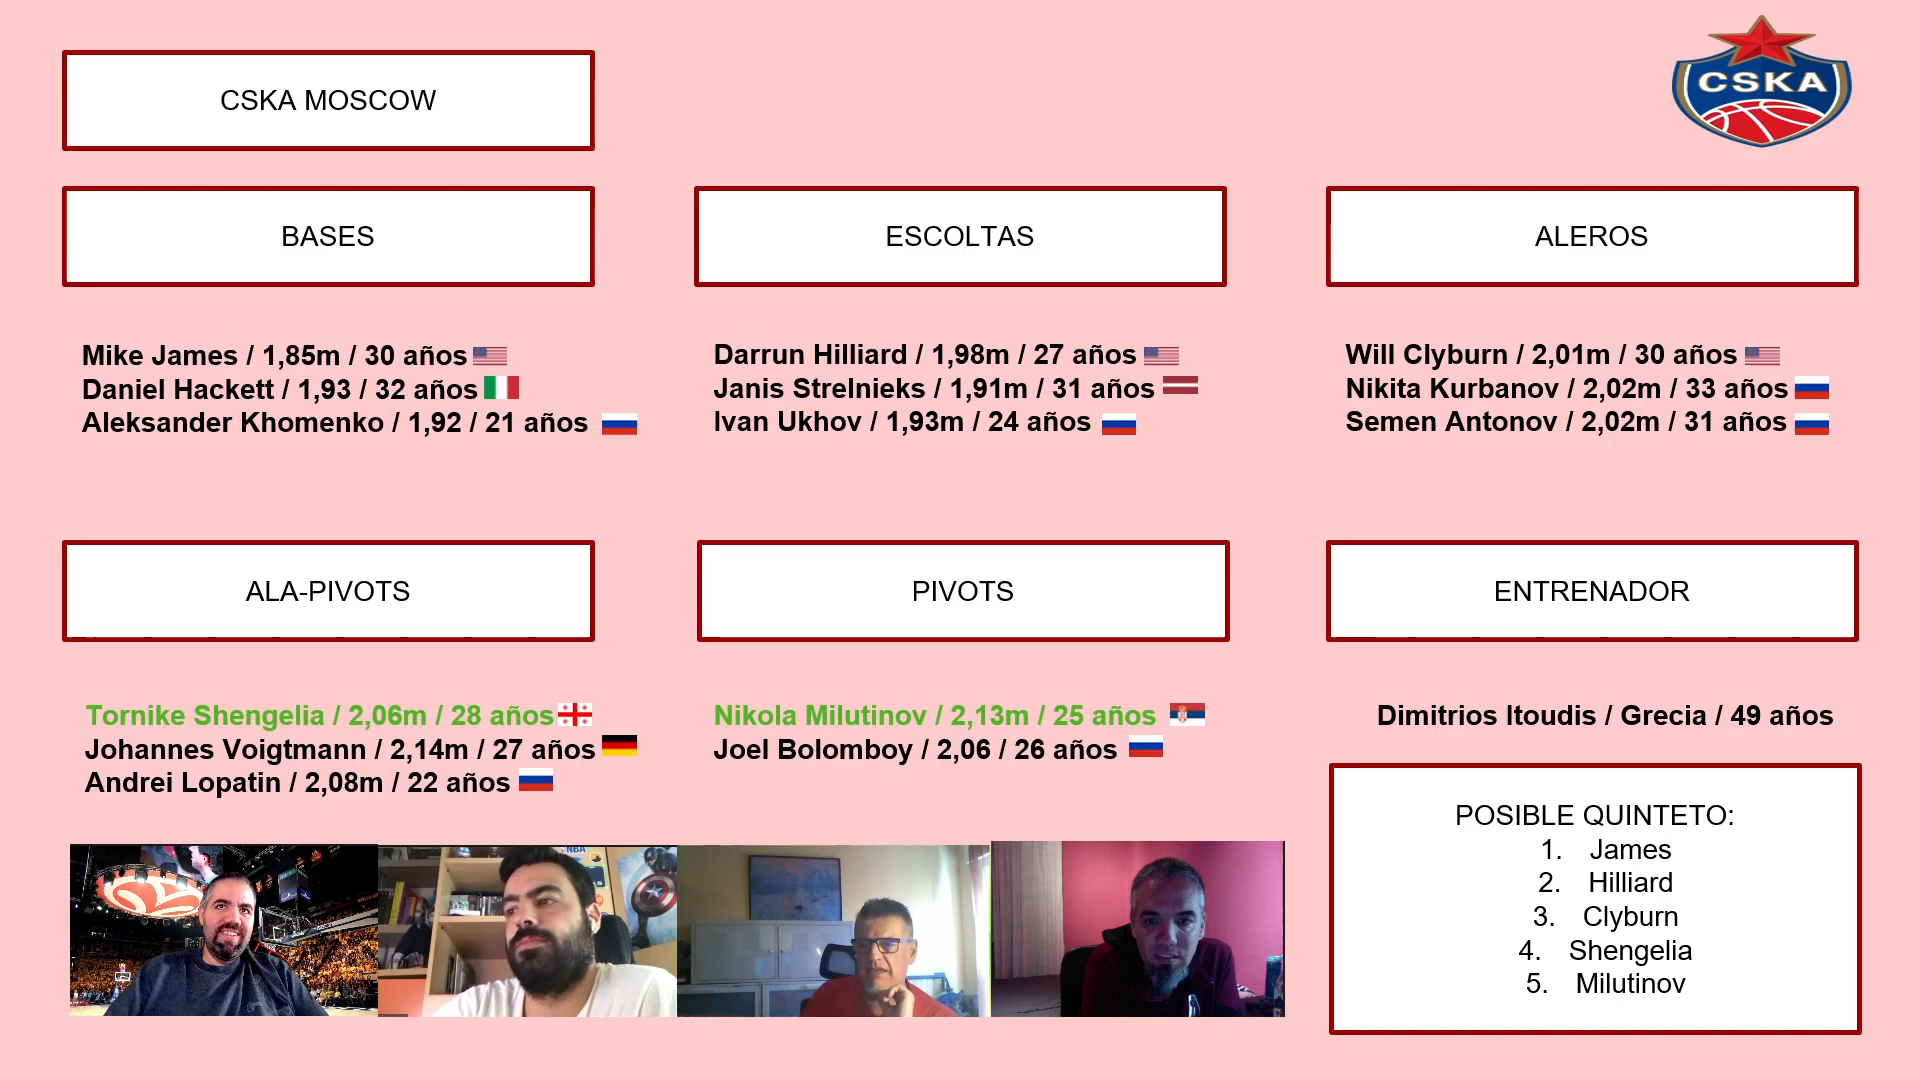 CSKA MOSCOW
CSKA
BASES
Mike James / 1,85m / 30 años
Daniel Hackett / 1,93 / 32 años
Aleksander Khomenko / 1,92 / 21 años
ESCOLTAS
Darrun Hilliard / 1,98m / 27 años
Janis Strelnieks / 1,91m / 31 años
Ivan Ukhov / 1,93m / 24 años
ALEROS
Will Clyburn / 2,01m / 30 años
Nikita Kurbanov / 2,02m / 33 años
Semen Antonov / 2,02m / 31 años
ALA-PIVOTS
Tornike Shengelia / 2,06m / 28 años
Johannes Voigtmann / 2,14m / 27 años
Andrei Lopatin / 2,08m / 22 años
PIVOTS
Nikola Milutinov / 2,13m / 25 años
Joel Bolomboy / 2,06 / 26 años
ENTRENADOR
Dimitrios Itoudis / Grecia / 49 años
POSIBLE QUINTETO:
1. James
2. Hilliard
3. Clyburn
4. Shengelia
5. Milutinov
NBA